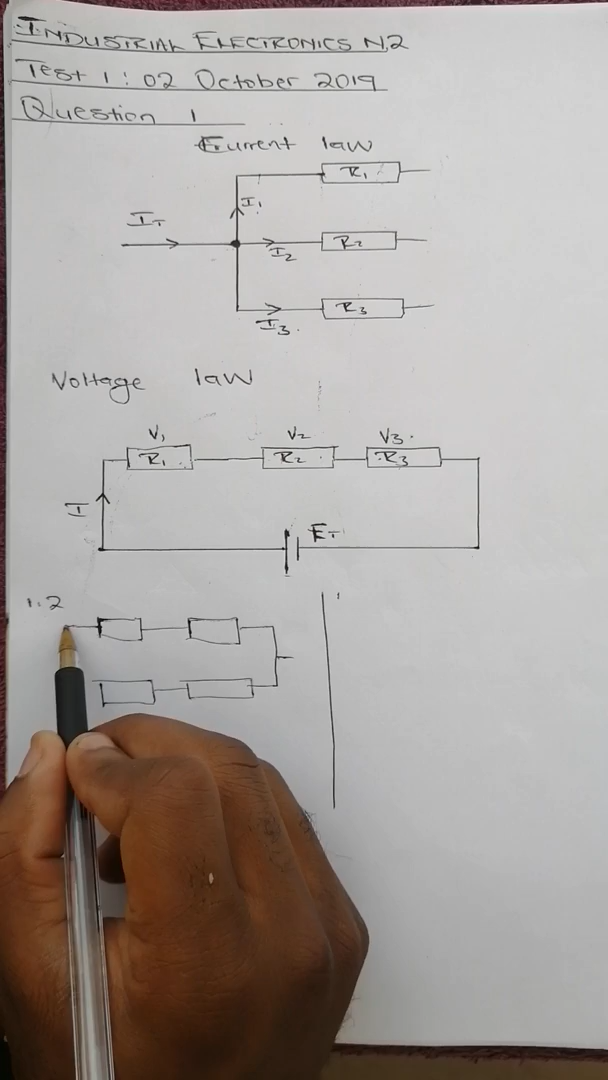 INDUSTRIAL ELECTRONICS N.2
Test 1: 02 October 2019
Question 1
Current law
R1
IT
I1
R2
I2
R3
I3.
Voltage law
V1 V2 V3.
R1 R2 R3
I
ET
1.2